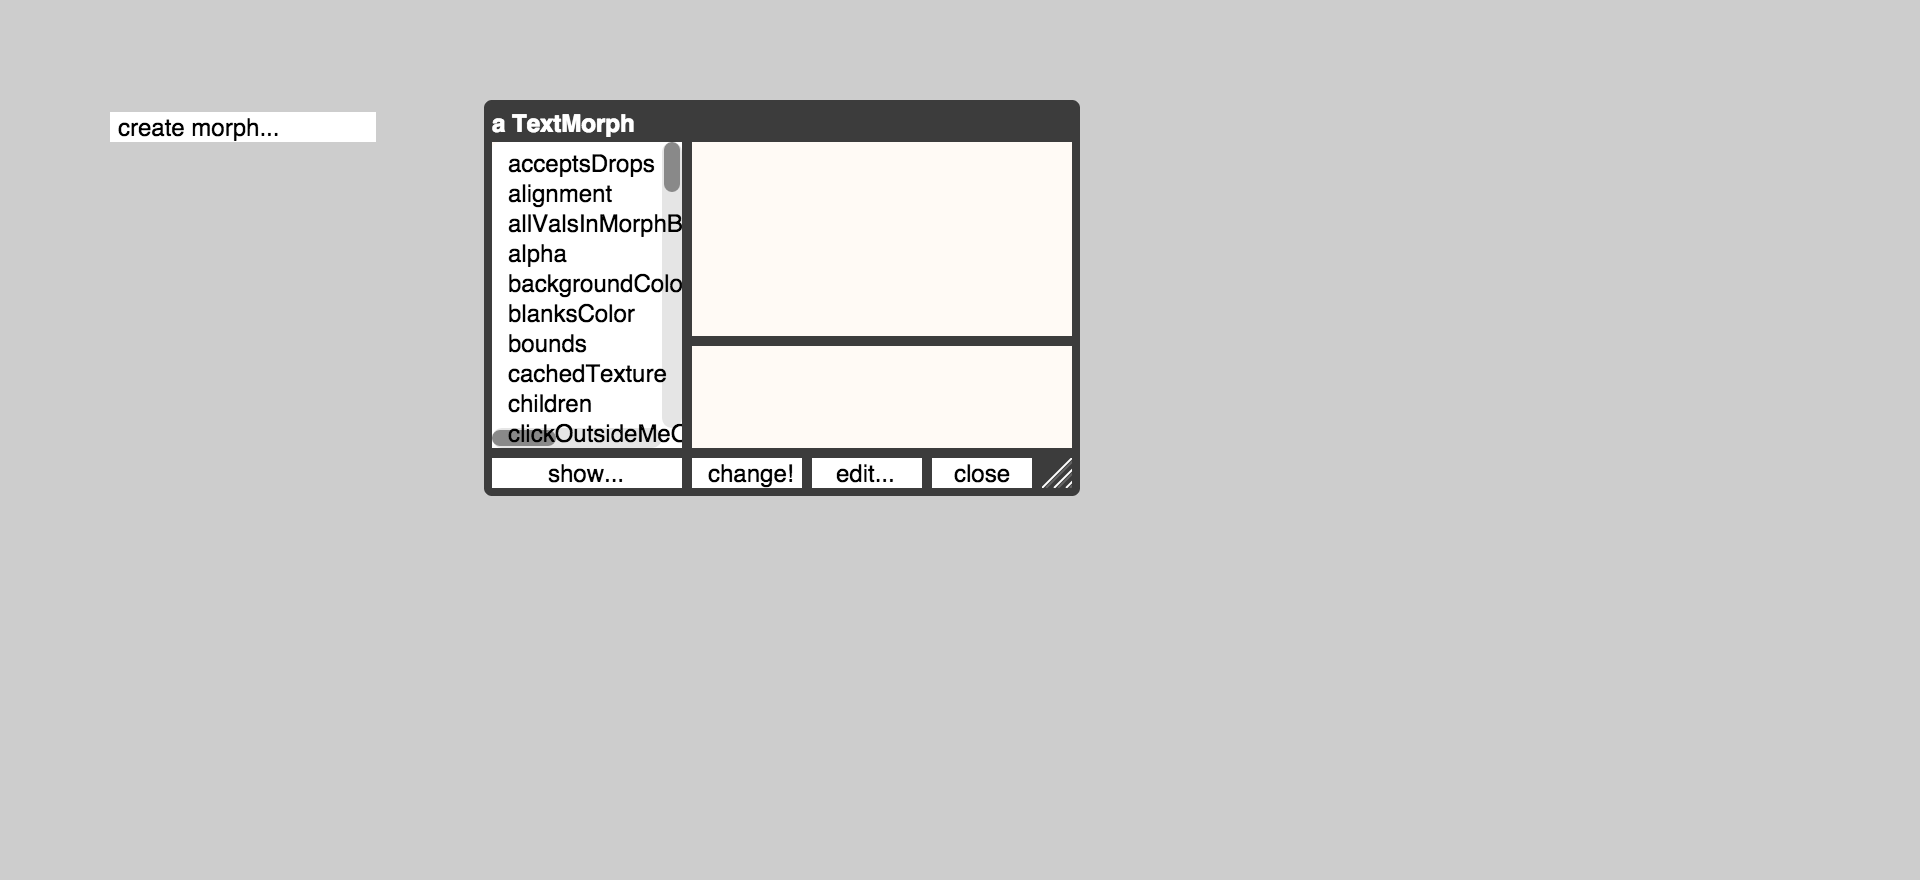 create morph...
a TextMorph
acceptsDrops
alignment
allValsInMorphB
alpha
backgroundColo
blanksColor
bounds
cachedTexture
children
clickOutsideMeC
show...
change!
edit...
close